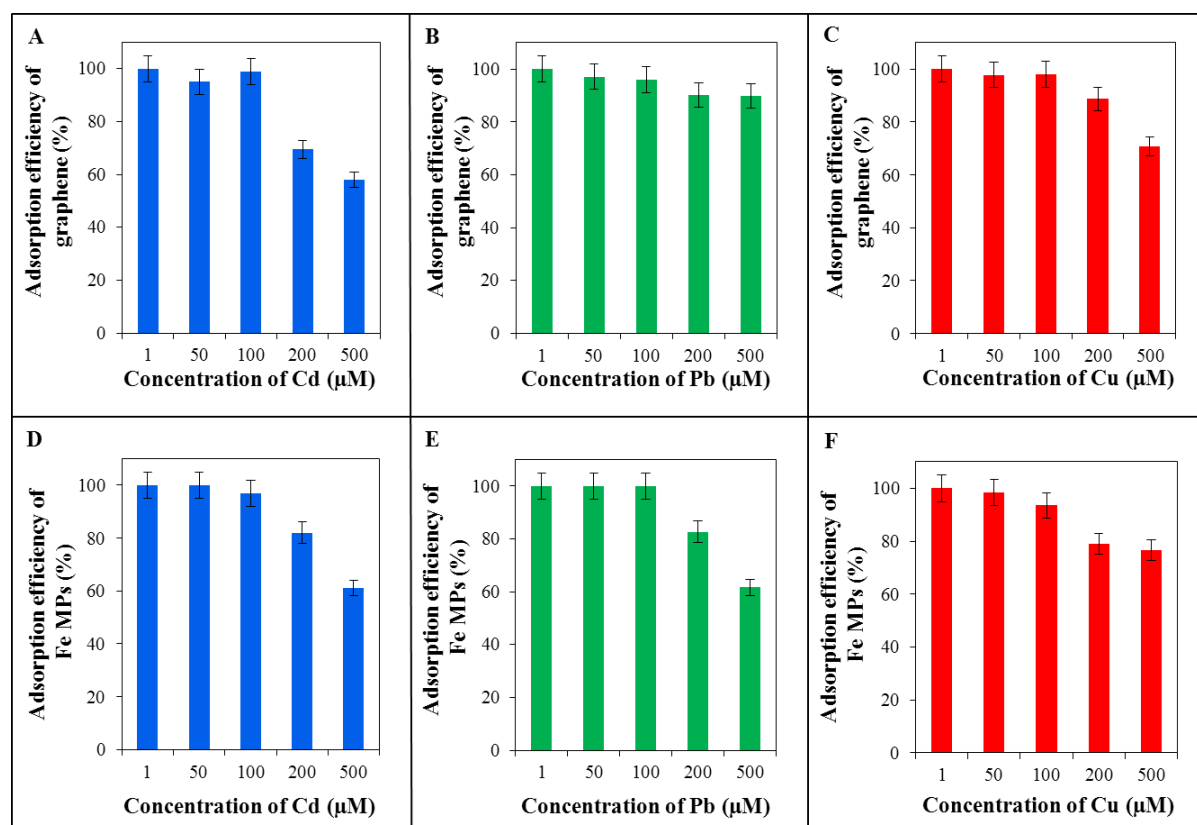 A
Adsorption efficiency of
graphene (%)
100
80
60
40
20
0
1 50 100 200 500
Concentration of Cd (µM)
B
Adsorption efficiency of
graphene (%)
100
80
60
40
20
0
1 50 100 200 500
Concentration of Pb (µM)
C
Adsorption efficiency of
graphene (%)
100
80
60
40
20
0
1 50 100 200 500
Concentration of Cu (µM)
D
Adsorption efficiency of
Fe MPs (%)
100
80
60
40
20
0
1 50 100 200 500
Concentration of Cd (µM)
E
Adsorption efficiency of
Fe MPs (%)
100
80
60
40
20
0
1 50 100 200 500
Concentration of Pb (µM)
F
Adsorption efficiency of
Fe MPs (%)
100
80
60
40
20
0
1 50 100 200 500
Concentration of Cu (µM)